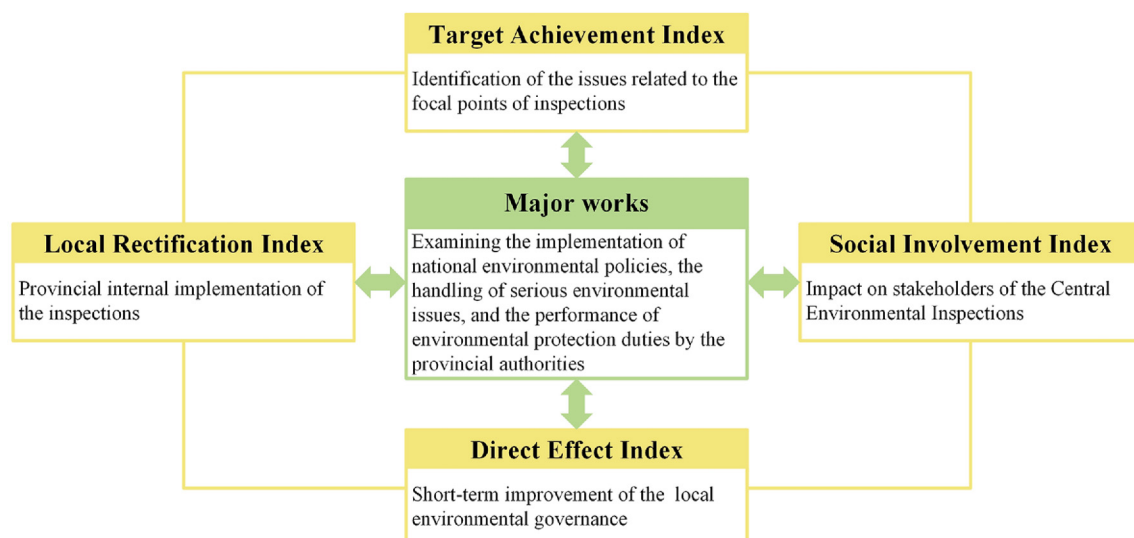 Target Achievement Index
Identification of the issues related to the
focal points of inspections
Major works
Examining the implementation of
national environmental policies, the
handling of serious environmental
issues, and the performance of
environmental protection duties by the
provincial authorities
Local Rectification Index
Provincial internal implementation of
the inspections
Social Involvement Index
Impact on stakeholders of the Central
Environmental Inspections
Direct Effect Index
Short-term improvement of the local
environmental governance